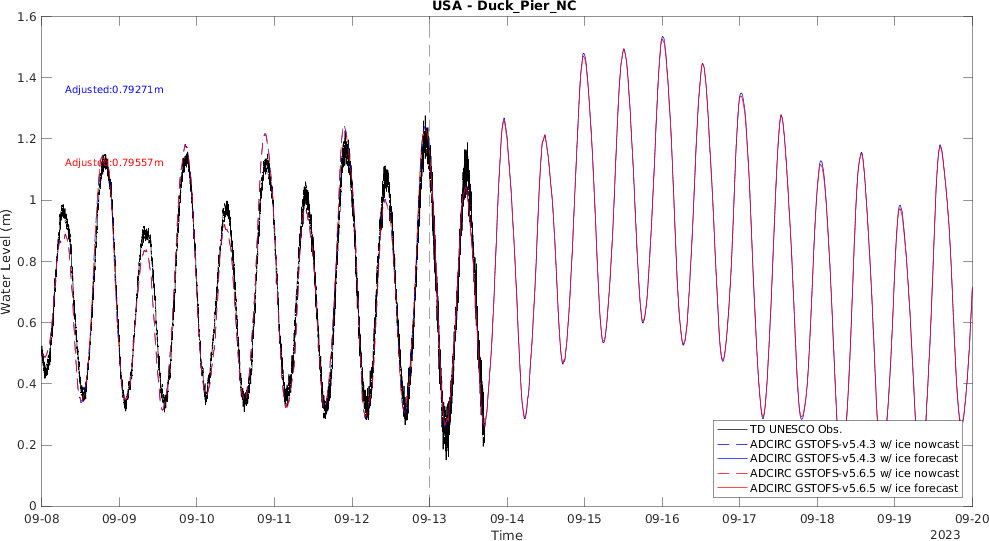 USA - Duck_Pier_NC
1.6
1.4
1.2
1
0.8
0.6
0.4
0.2
0
Water Level (m)
Adjusted:0.79271m
Adjusted:0.79557m
TD UNESCO Obs.
ADCIRC GSTOFS-v5.4.3 w/ ice nowcast
ADCIRC GSTOFS-v5.4.3 w/ ice forecast
ADCIRC GSTOFS-v5.6.5 w/ ice nowcast
ADCIRC GSTOFS-v5.6.5 w/ ice forecast
09-08 09-09 09-10 09-11 09-12 09-13 09-14 09-15 09-16 09-17 09-18 09-19 09-20
Time
2023